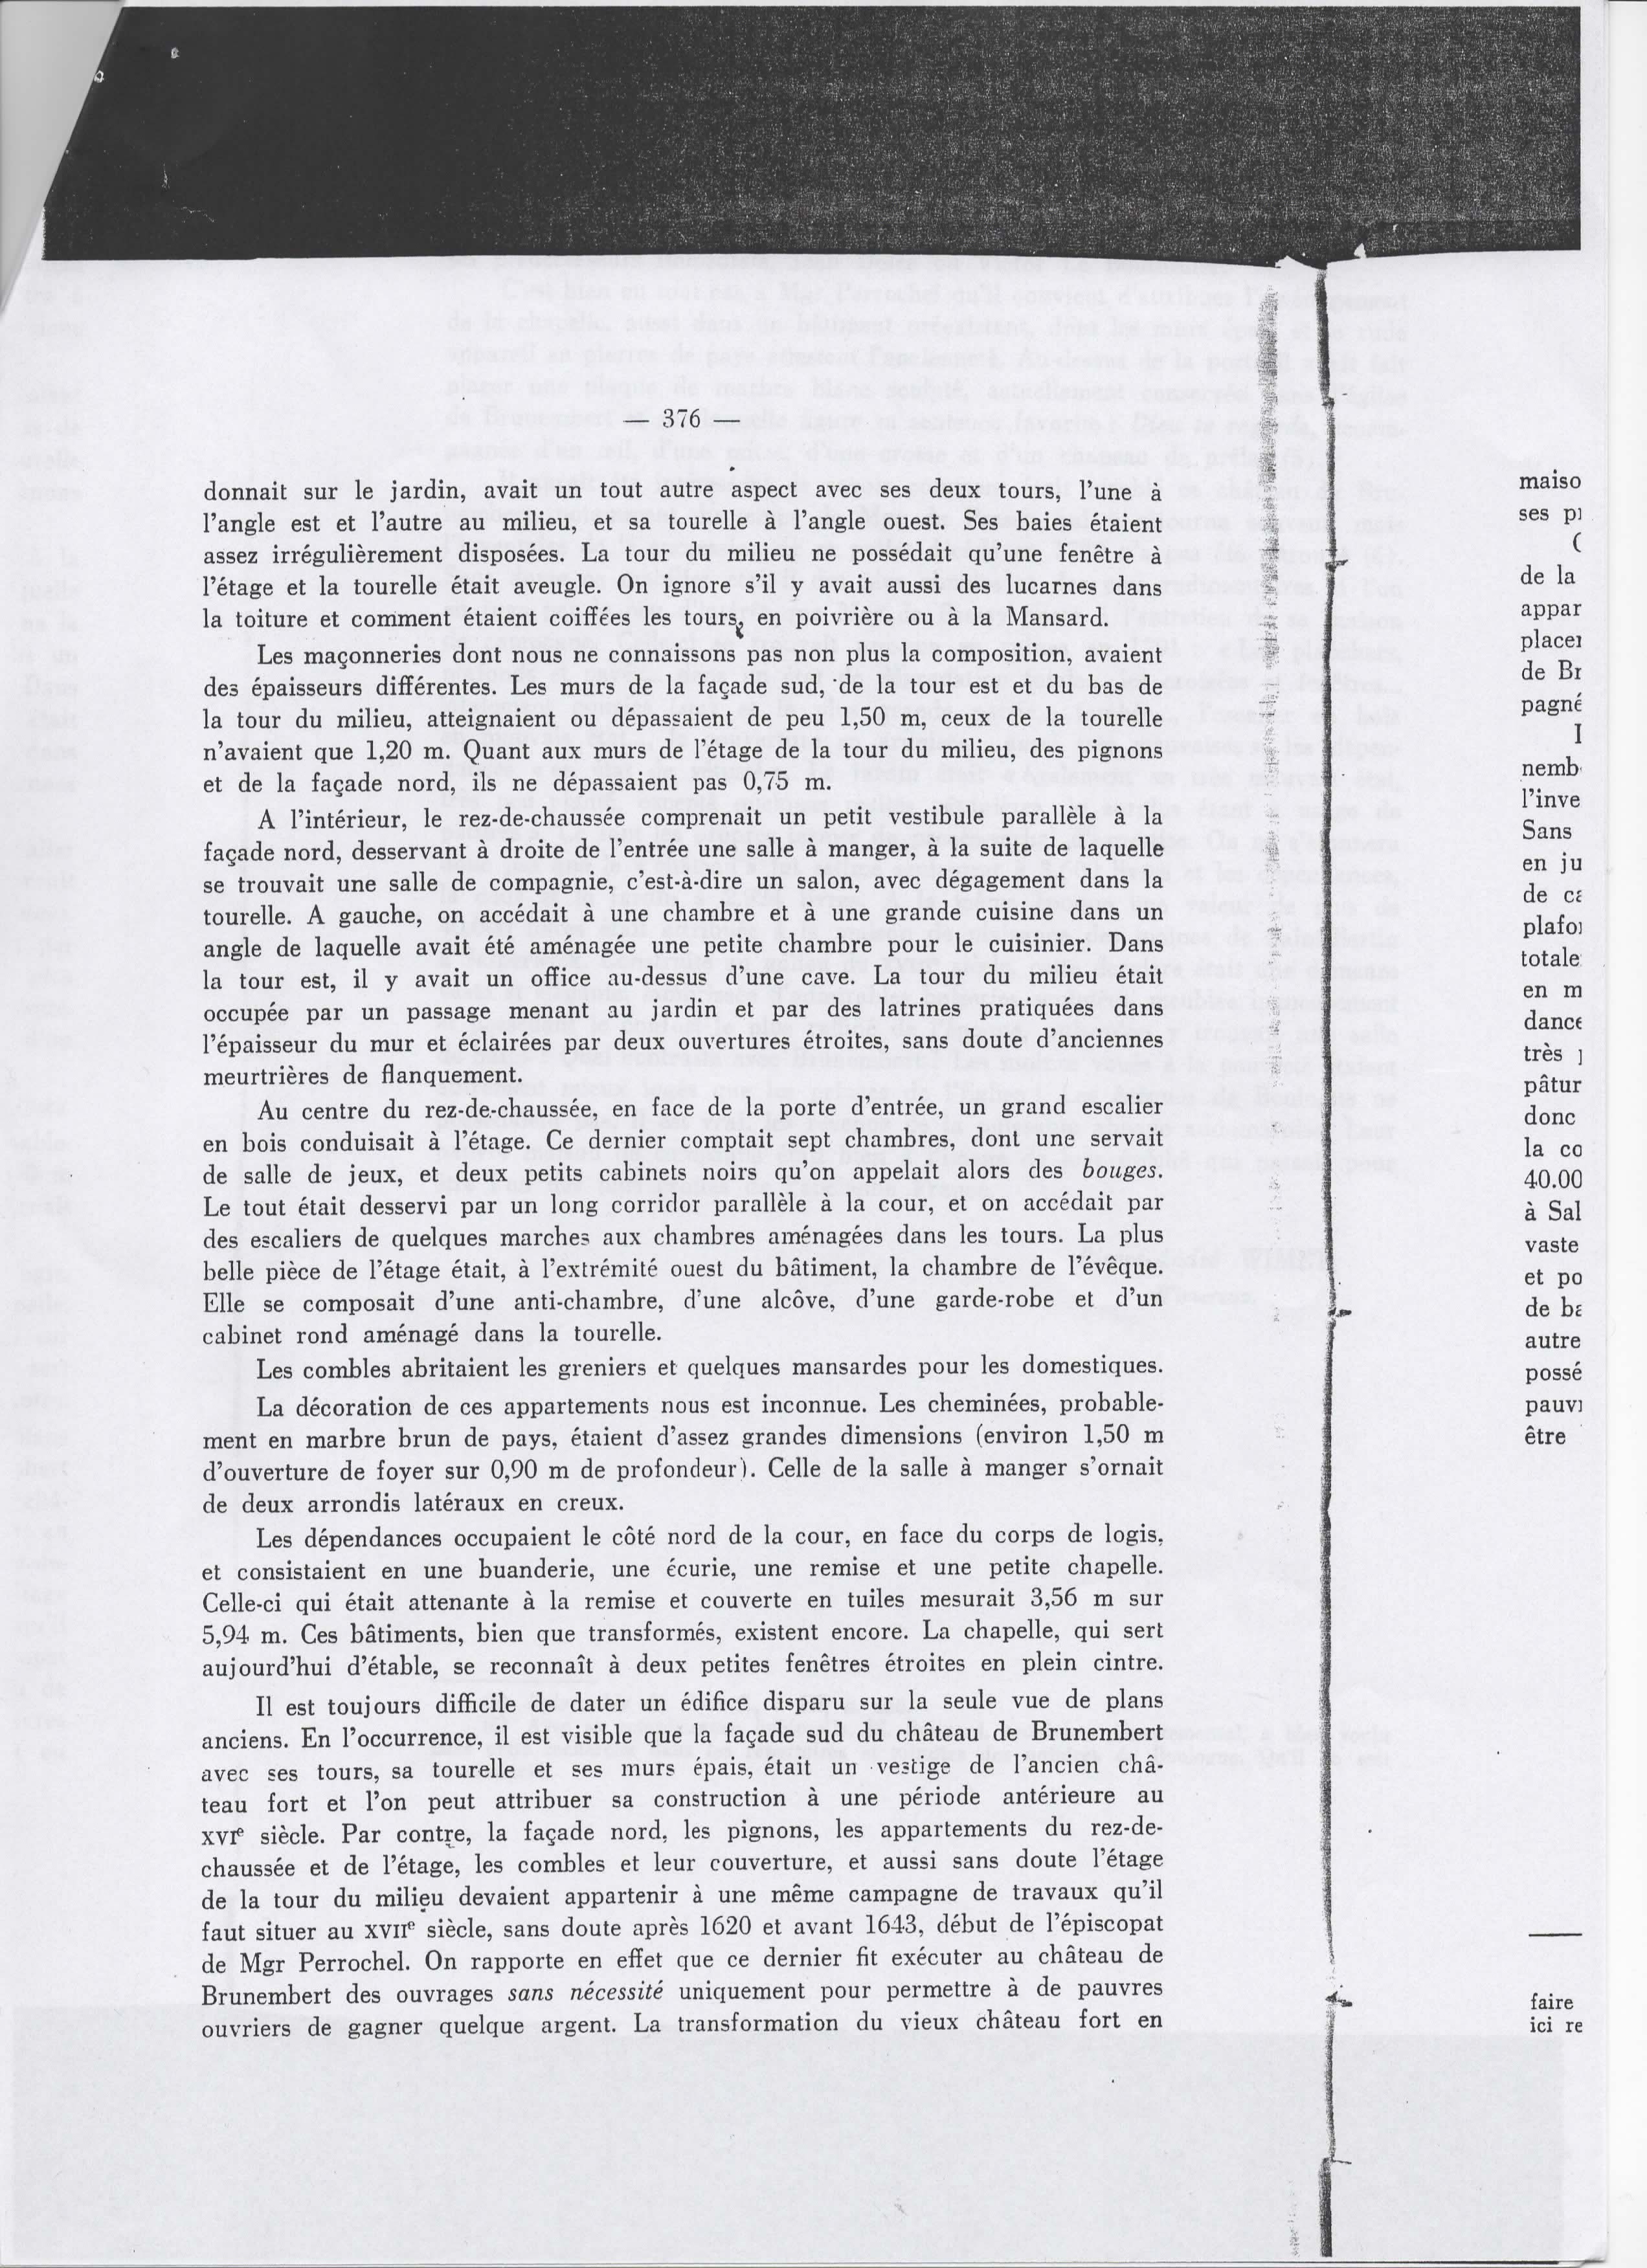 — 376 —
donnait sur le jardin, avait un tout autre aspect avec ses deux tours, l'une à
l'angle est et l'autre au milieu, et sa tourelle à l'angle ouest. Ses baies étaient
assez irrégulièrement disposées. La tour du milieu ne possédait qu'une fenêtre à
l'étage et la tourelle était aveugle. On ignore s'il y avait aussi des lucarnes dans
la toiture et comment étaient coiffées les tours, en poivrière ou à la Mansard.
Les maçonneries dont nous ne connaissons pas non plus la composition, avaient
des épaisseurs différentes. Les murs de la façade sud, de la tour est et du bas de
la tour du milieu, atteignaient ou dépassaient de peu 1,50 m, ceux de la tourelle
n'avaient que 1,20 m. Quant aux murs de l'étage de la tour du milieu, des pignons
et de la façade nord, ils ne dépassaient pas 0,75 m.
A l'intérieur, le rez-de-chaussée comprenait un petit vestibule parallèle à la
façade nord, desservant à droite de l'entrée une salle à manger, à la suite de laquelle
se trouvait une salle de compagnie, c'est-à-dire un salon, avec dégagement dans la
tourelle. A gauche, on accédait à une chambre et à une grande cuisine dans un
angle de laquelle avait été aménagée une petite chambre pour le cuisinier. Dans
la tour est, il y avait un office au-dessus d'une cave. La tour du milieu était
occupée par un passage menant au jardin et par des latrines pratiquées dans
l'épaisseur du mur et éclairées par deux ouvertures étroites, sans doute d'anciennes
meurtrières de flanquement.
Au centre du rez-de-chaussée, en face de la porte d'entrée, un grand escalier
en bois conduisait à l'étage. Ce dernier comptait sept chambres, dont une servait
de salle de jeux, et deux petits cabinets noirs qu'on appelait alors des bouges.
Le tout était desservi par un long corridor parallèle à la cour, et on accédait par
des escaliers de quelques marches aux chambres aménagées dans les tours. La plus
belle pièce de l'étage était, à l'extrémité ouest du bâtiment, la chambre de l'évêque.
Elle se composait d'une anti-chambre, d'une alcôve, d'une garde-robe et d'un
cabinet rond aménagé dans la tourelle.
Les combles abritaient les greniers et quelques mansardes pour les domestiques.
La décoration de ces appartements nous est inconnue. Les cheminées, probable-
ment en marbre brun de pays, étaient d'assez grandes dimensions (environ 1,50 m
d'ouverture de foyer sur 0,90 m de profondeur). Celle de la salle à manger s'ornait
de deux arrondis latéraux en creux.
Les dépendances occupaient le côté nord de la cour, en face du corps de logis,
et consistaient en une buanderie, une écurie, une remise et une petite chapelle.
Celle-ci qui était attenante à la remise et couverte en tuiles mesurait 3,56 m sur
5,94 m. Ces bâtiments, bien que transformés, existent encore. La chapelle, qui sert
aujourd'hui d'étable, se reconnaît à deux petites fenêtres étroites en plein cintre.
Il est toujours difficile de dater un édifice disparu sur la seule vue de plans
anciens. En l'occurrence, il est visible que la façade sud du château de Brunembert
avec ses tours, sa tourelle et ses murs épais, était un vestige de l'ancien châ-
teau fort et l'on peut attribuer sa construction à une période antérieure au
XVIe siècle. Par contre, la façade nord, les pignons, les appartements du rez-de-
chaussée et de l'étage, les combles et leur couverture, et aussi sans doute l'étage
de la tour du milieu devaient appartenir à une même campagne de travaux qu'il
faut situer au XVIIe siècle, sans doute après 1620 et avant 1643, début de l'épiscopat
de Mgr Perrochel. On rapporte en effet que ce dernier fit exécuter au château de
Brunembert des ouvrages sans nécessité uniquement pour permettre à de pauvres
ouvriers de gagner quelque argent. La transformation du vieux château fort en
maiso
ses
de la
appar
de Br
pagné
nemb
l'inve
Sans
en ju
totale
en m
très
pâtur
donc
la co
40.00
à Sal
vaste
et po
autre
possé
être
faire
ici re